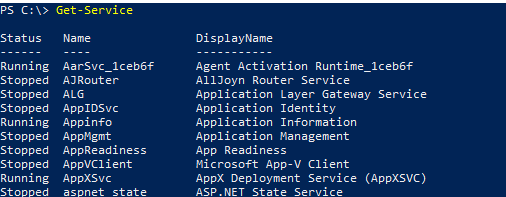 PS C:\> Get-Service
Status   Name               DisplayName
------   ----               -----------
Running  AarSvc_1ceb6f      Agent Activation Runtime_1ceb6f
Stopped  AJRouter           AllJoyn Router Service
Stopped  ALG                Application Layer Gateway Service
Stopped  AppIDSvc           Application Identity
Running  Appinfo            Application Information
Stopped  AppMgmt            Application Management
Stopped  AppReadiness       App Readiness
Stopped  AppVClient         Microsoft App-V Client
Running  AppXSvc            AppX Deployment Service (AppXSVC)
Stopped  aspnet_state       ASP.NET State Service